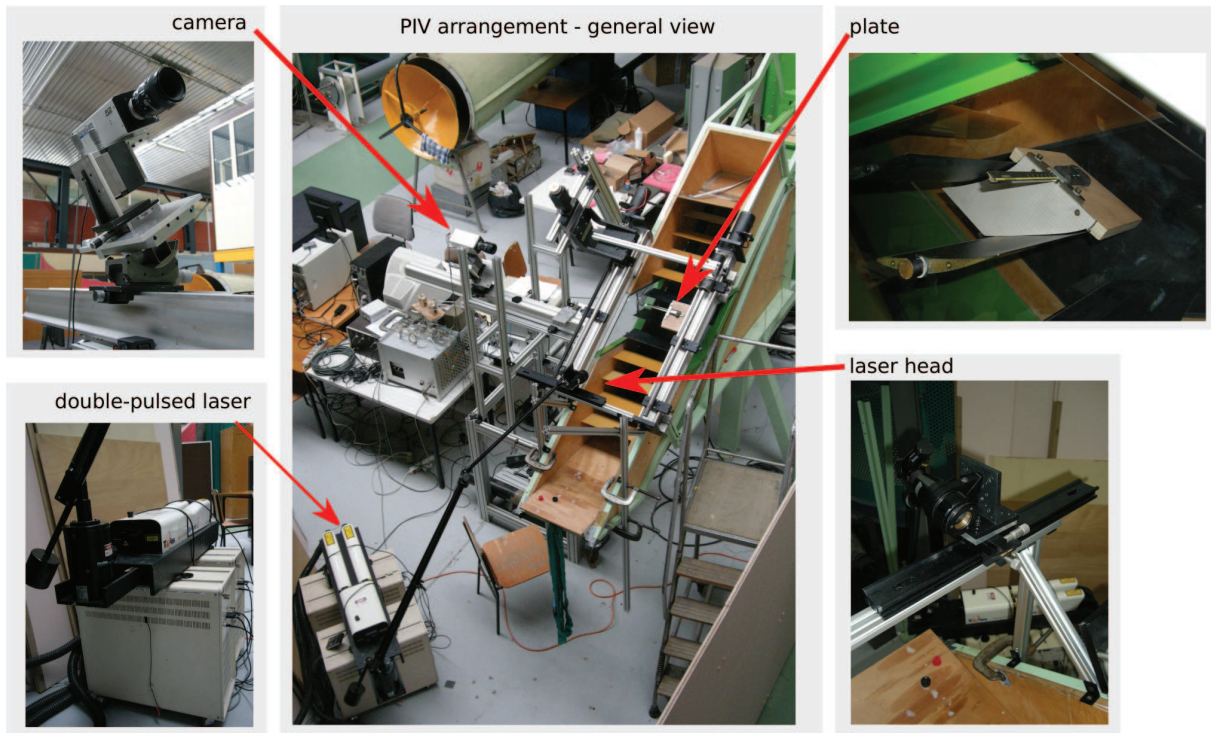 camera
PIV arrangement - general view
plate
laser head
double-pulsed laser